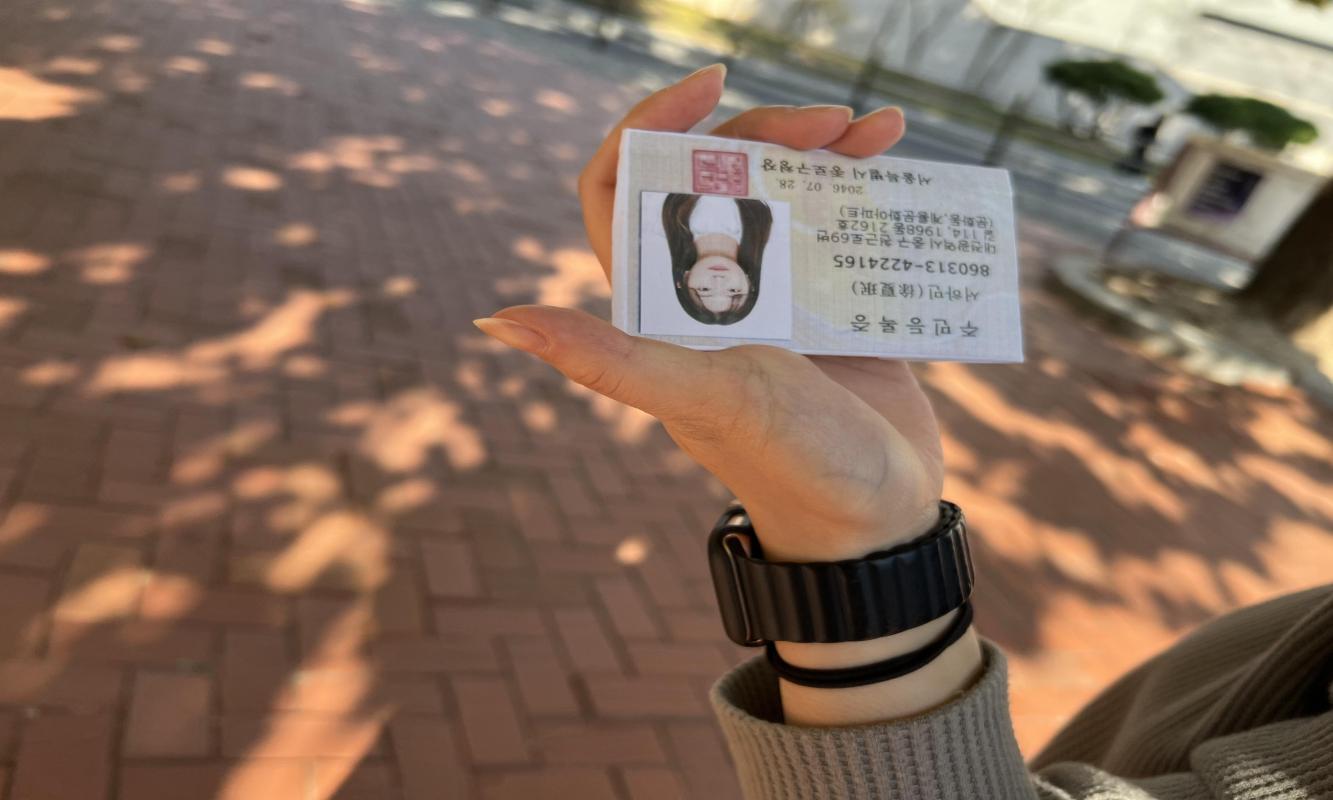 주민등록증
서하민(徐夏珉)
860313-4224165
대전광역시 중구 천근로69번
길 114, 1968동 2162호
(문화동,계룡문화아파트)
2046. 07. 28.
서울특별시 종로구청장